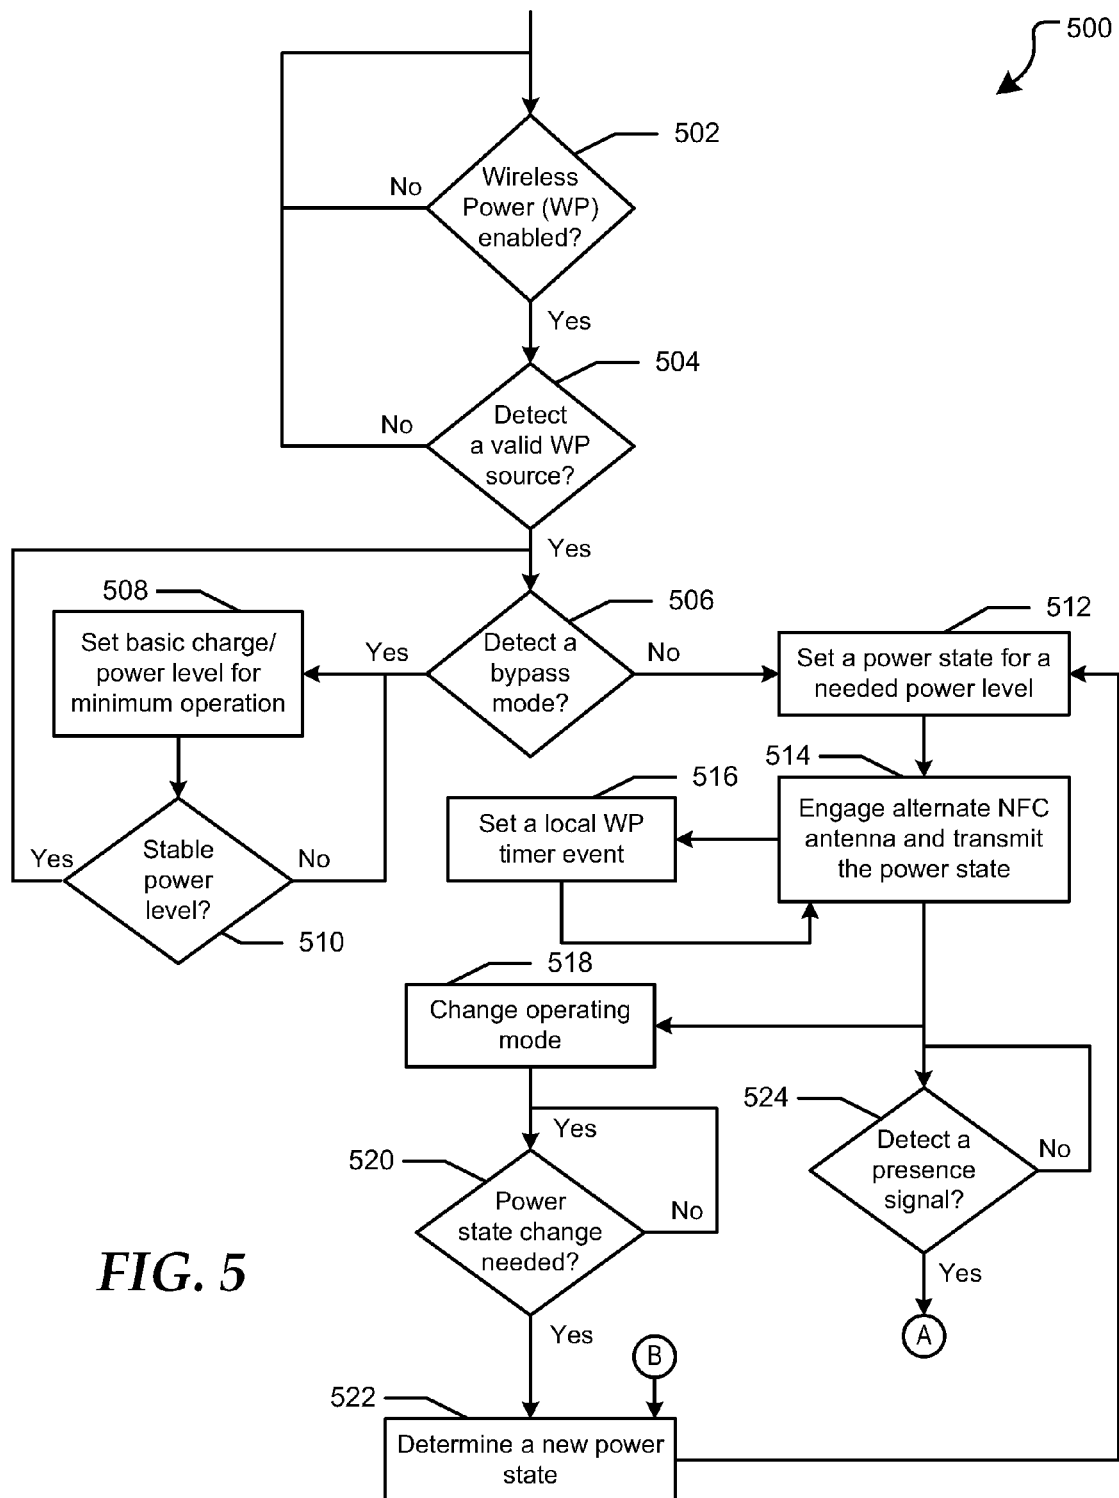 500
502
Wireless
Power (WP)
enabled?
No
Yes
504
Detect
a valid WP
source?
No
Yes
506
Detect a
bypass
mode?
Yes
No
508
Set basic charge/
power level for
minimum operation
Stable
power
level?
Yes
No
510
512
Set a power state for a
needed power level
514
Engage alternate NFC
antenna and transmit
the power state
516
Set a local WP
timer event
518
Change operating
mode
Yes
520
Power
state change
needed?
No
Yes
524
Detect a
presence
signal?
No
Yes
A
B
522
Determine a new power
state
FIG. 5